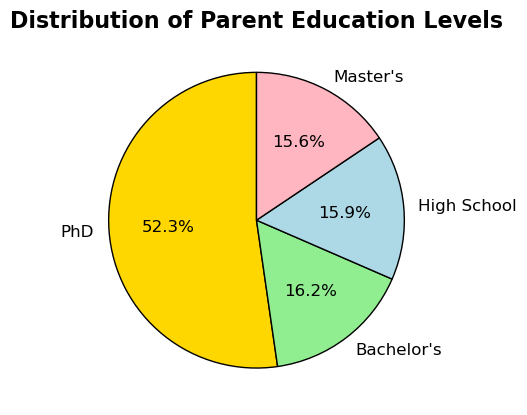 Distribution of Parent Education Levels
Master's
15.6%
15.9%
High School
PhD
52.3%
16.2%
Bachelor's